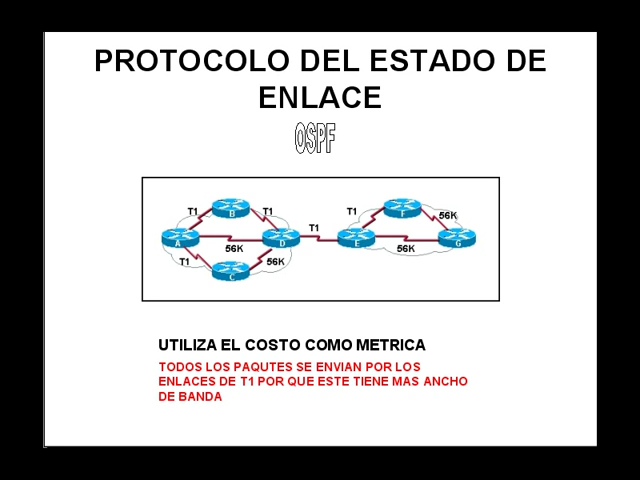 PROTOCOLO DEL ESTADO DE
ENLACE
OSPF
T1
B
T1
T1
F
T1
56K
A
56K
D
E
G
T1
C
56K
56K
UTILIZA EL COSTO COMO METRICA
TODOS LOS PAQUTES SE ENVIAN POR LOS
ENLACES DE T1 POR QUE ESTE TIENE MAS ANCHO
DE BANDA